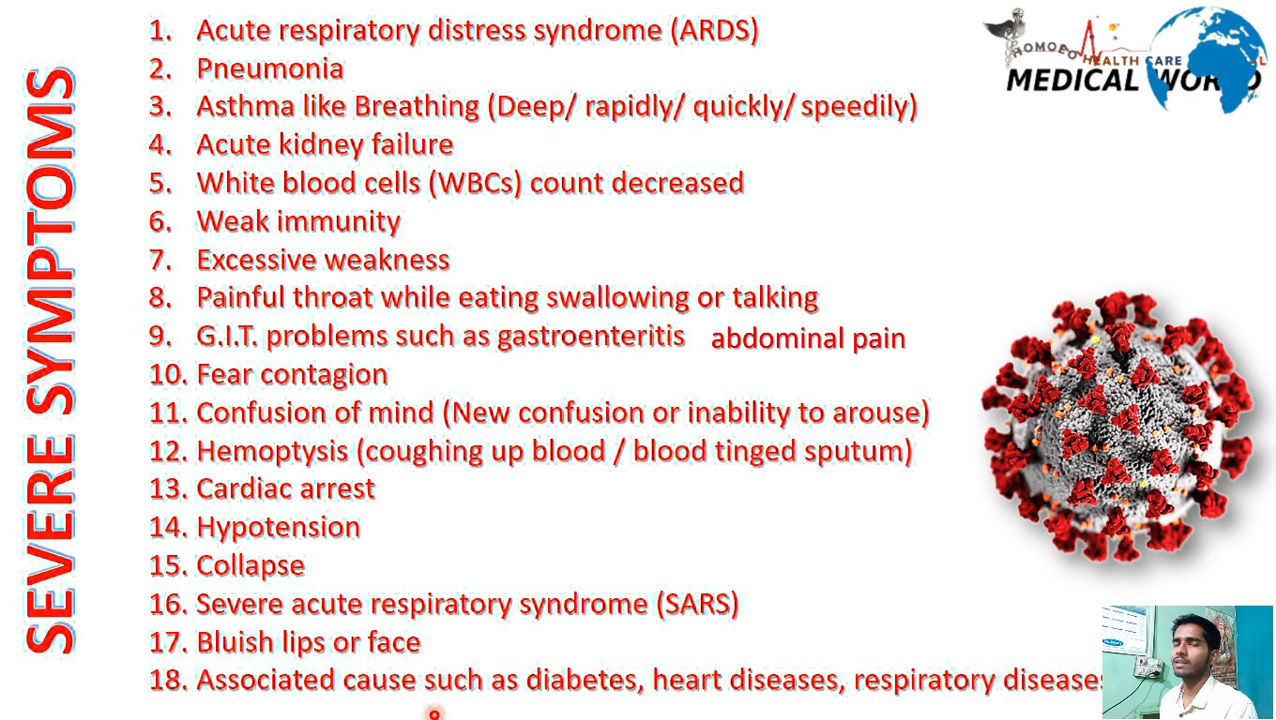 SEVERE SYMPTOMS
1. Acute respiratory distress syndrome (ARDS)
2. Pneumonia
3. Asthma like Breathing (Deep/ rapidly/ quickly/ speedily)
4. Acute kidney failure
5. White blood cells (WBCs) count decreased
6. Weak immunity
7. Excessive weakness
8. Painful throat while eating swallowing or talking
9. G.I.T. problems such as gastroenteritis abdominal pain
10. Fear contagion
11. Confusion of mind (New confusion or inability to arouse)
12. Hemoptysis (coughing up blood / blood tinged sputum)
13. Cardiac arrest
14. Hypotension
15. Collapse
16. Severe acute respiratory syndrome (SARS)
17. Bluish lips or face
18. Associated cause such as diabetes, heart diseases, respiratory diseases
HOMOEO HEALTH CARE
MEDICAL WORLD